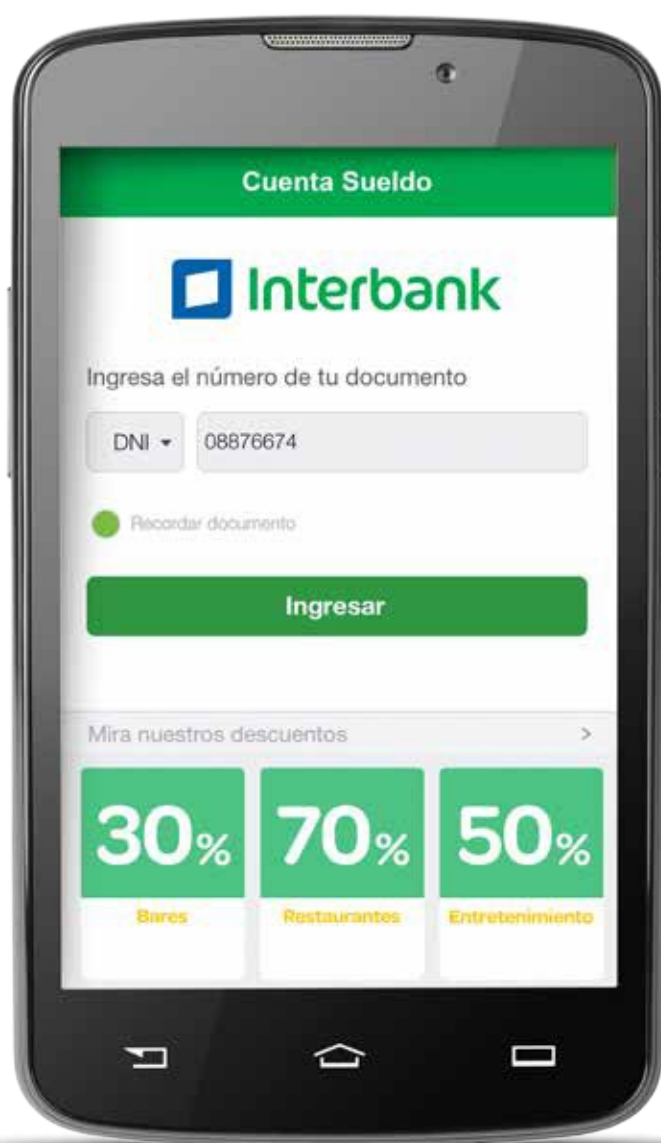 Cuenta Sueldo
Interbank
Ingresa el número de tu documento
DNI 08876674
Recordar documento
Ingresar
Mira nuestros descuentos >
30% 70% 50%
Bares Restaurantes Entretenimiento